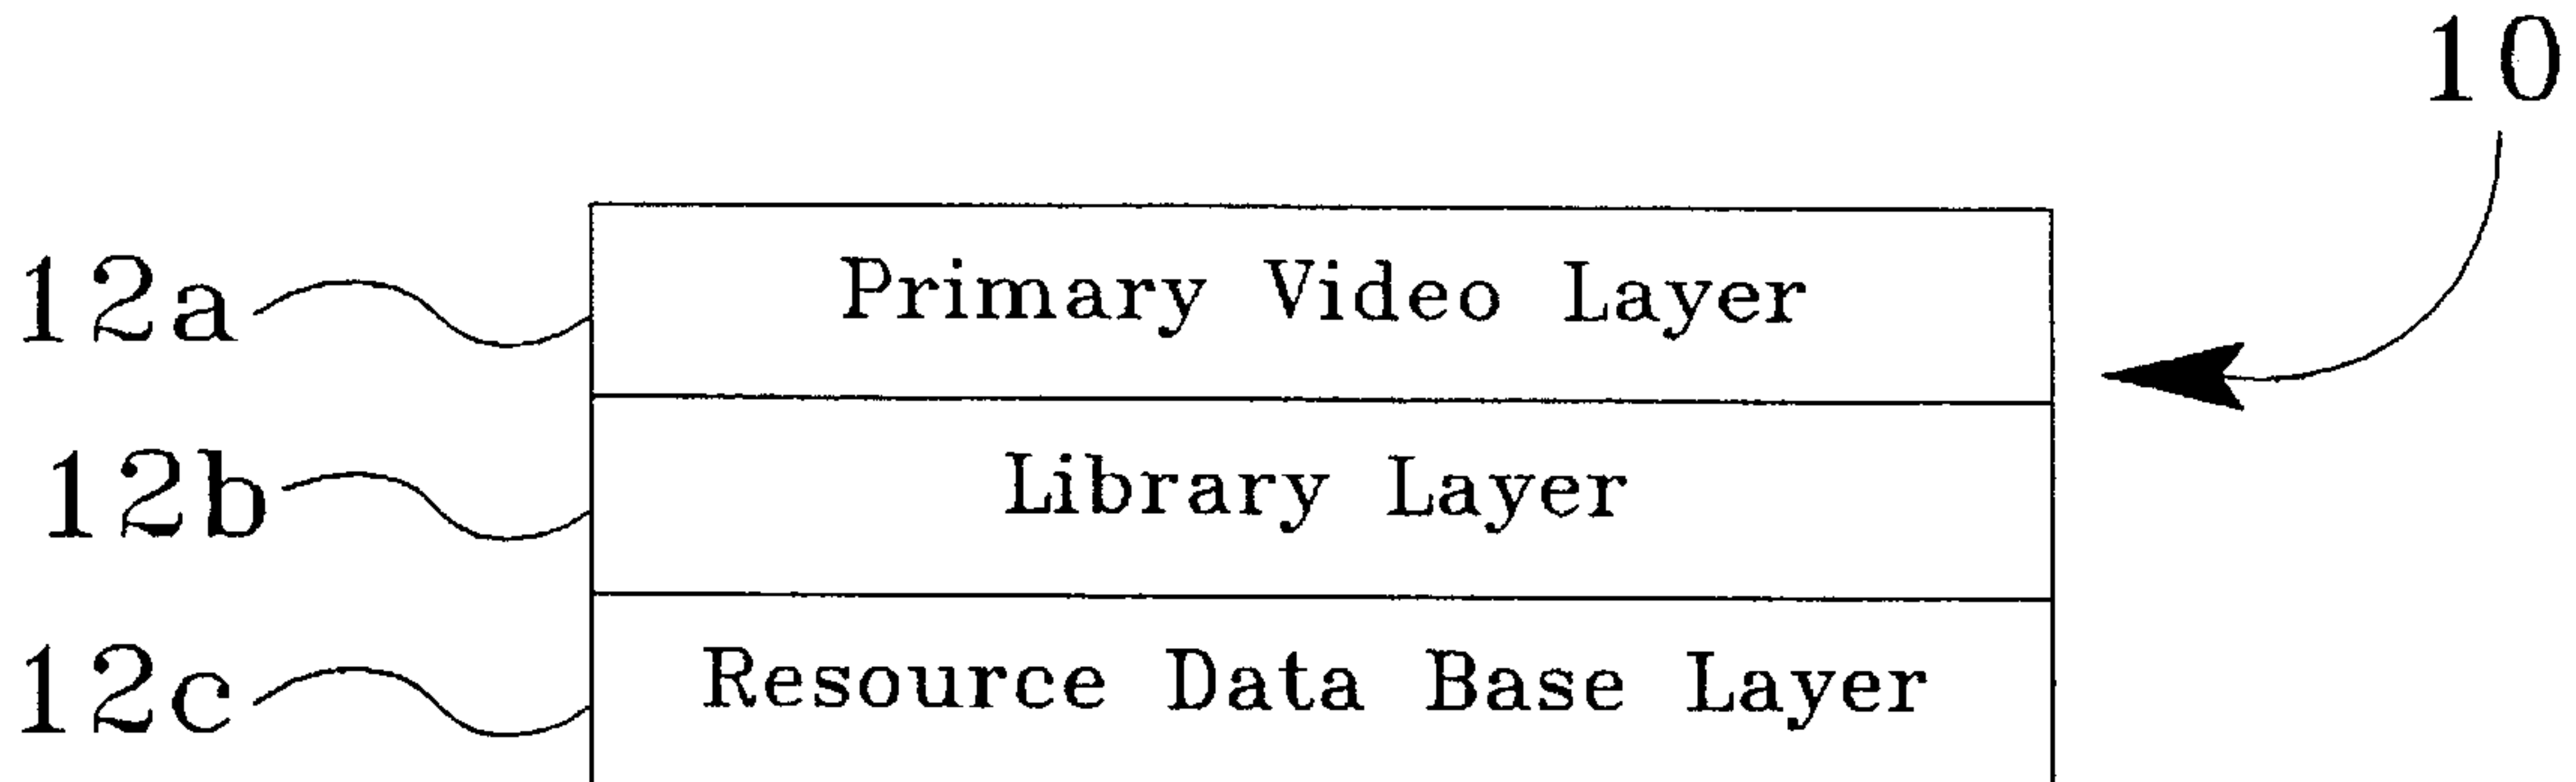 10
12a Primary Video Layer
12b Library Layer
12c Resource Data Base Layer